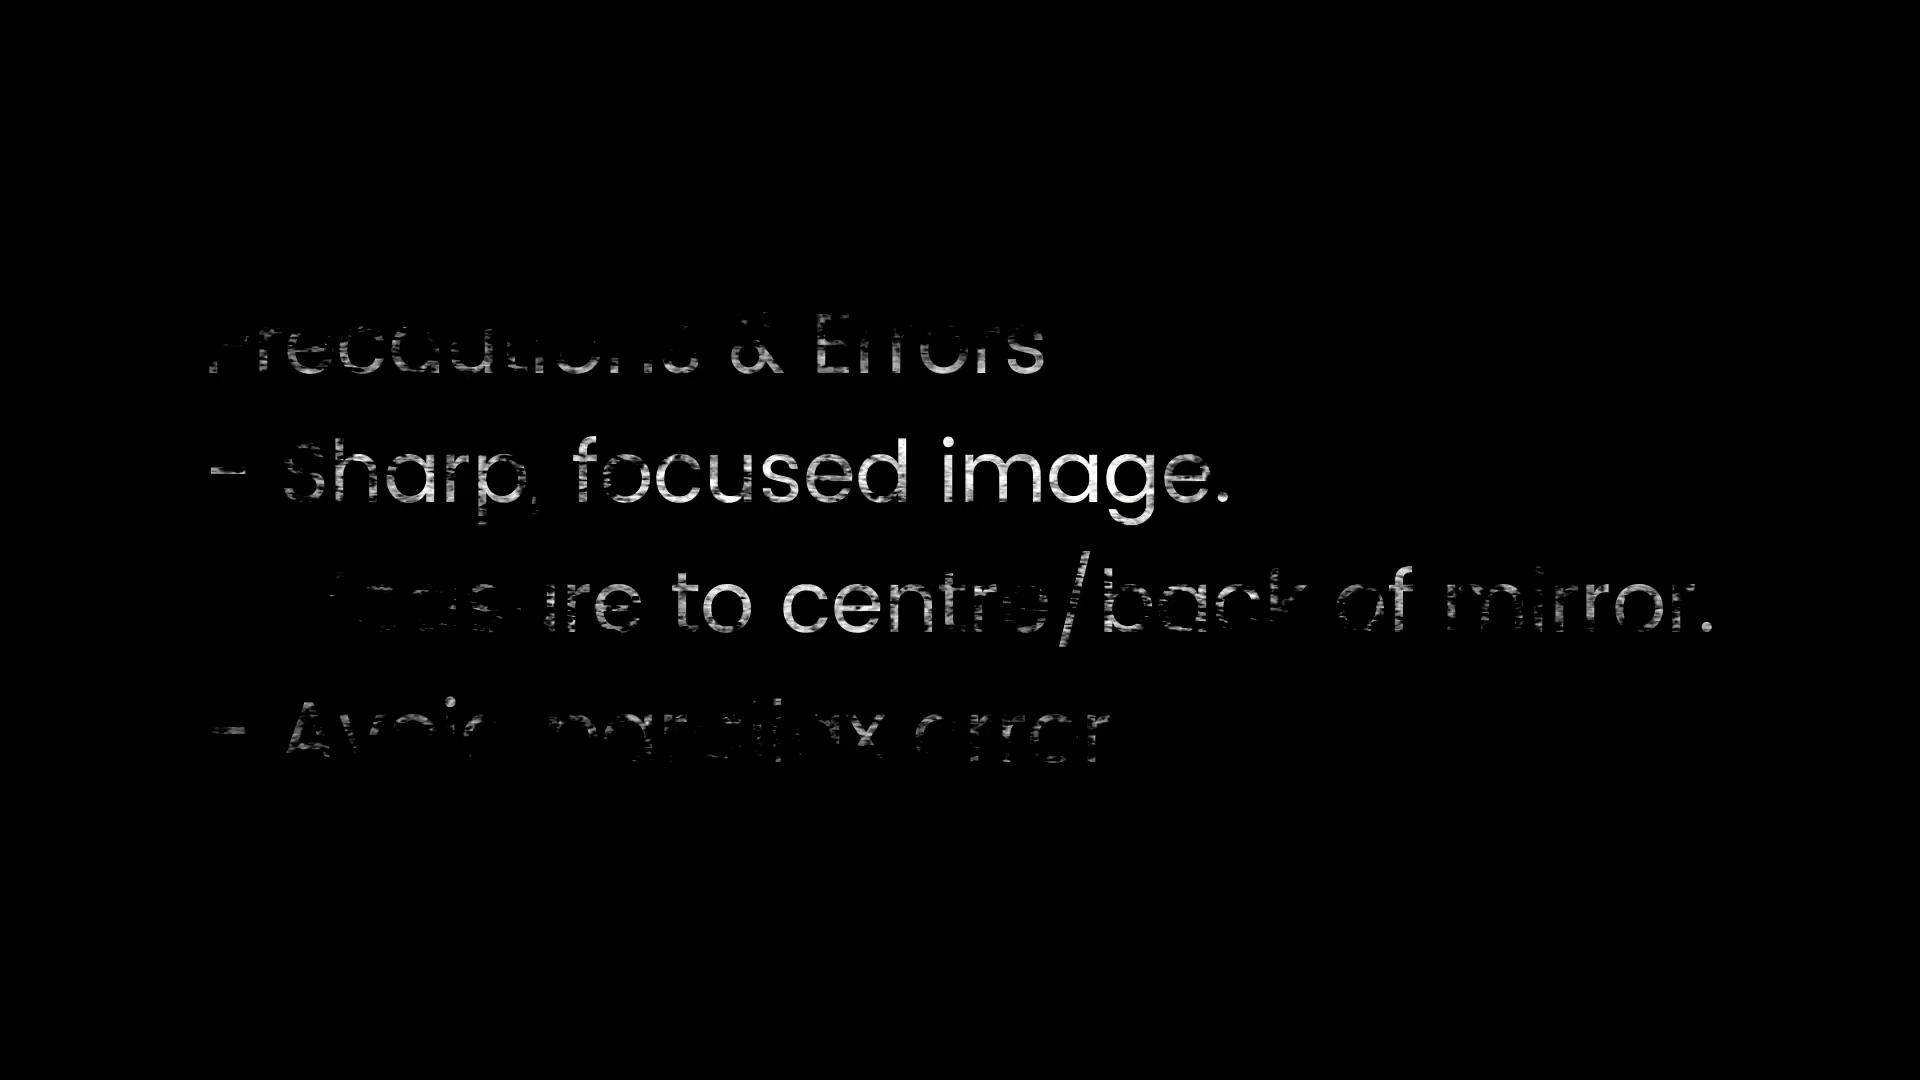 Precautions & Errors
- Sharp, focused image.
Measure to centre/back of mirror.
- Avoid parallax error